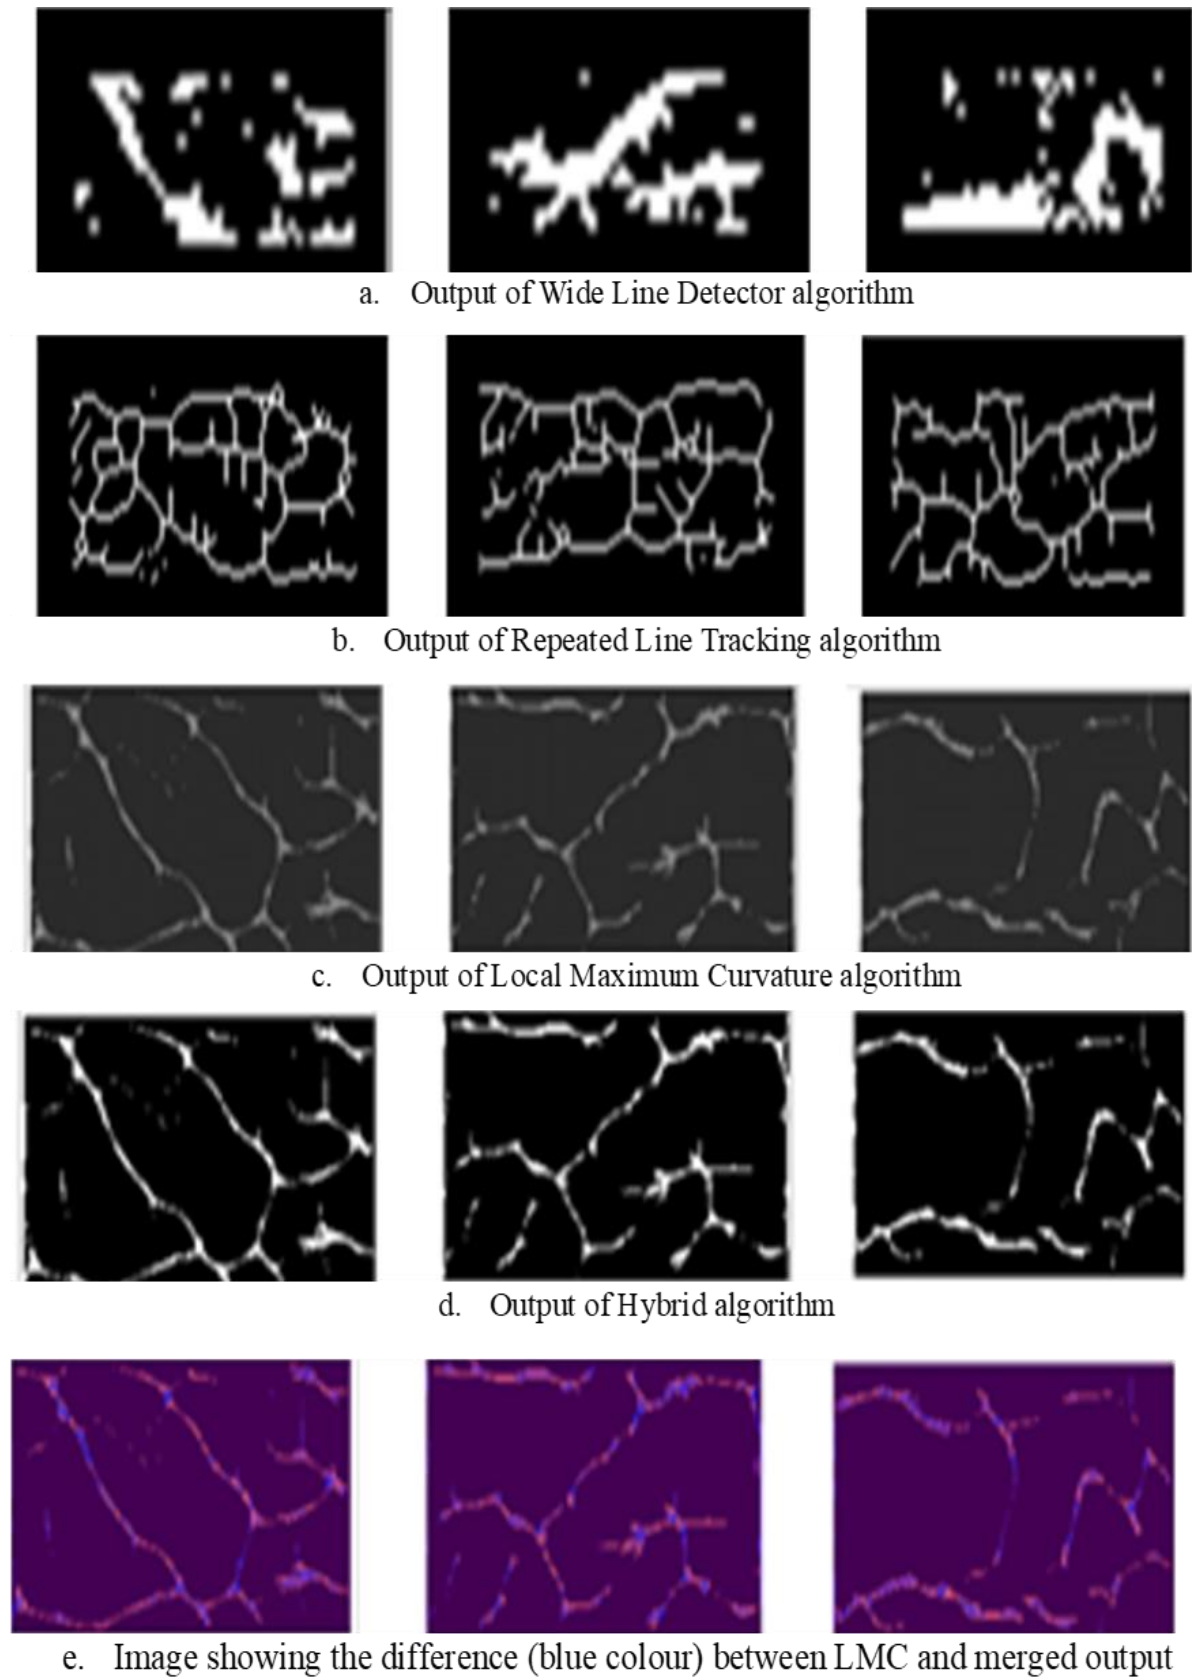 a. Output of Wide Line Detector algorithm
b. Output of Repeated Line Tracking algorithm
c. Output of Local Maximum Curvature algorithm
d. Output of Hybrid algorithm
e. Image showing the difference (blue colour) between LMC and merged output